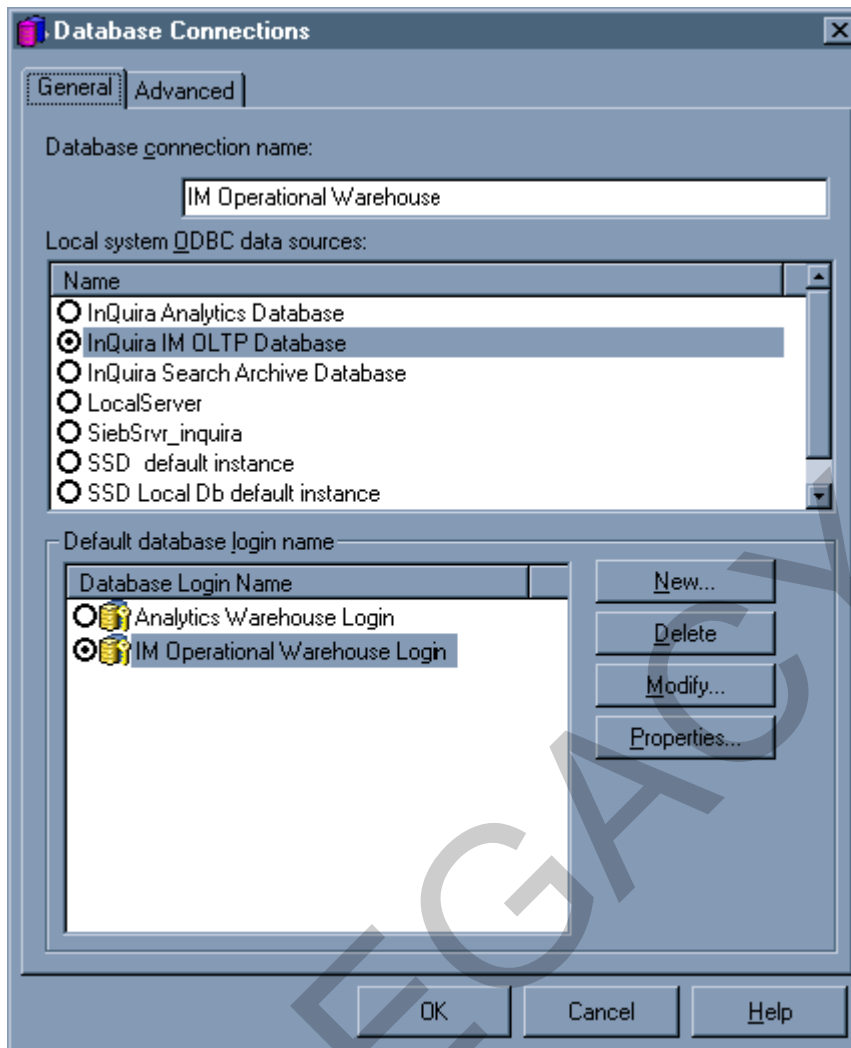 Database Connections
General Advanced
Database connection name:
IM Operational Warehouse
Local system ODBC data sources:
Name
InQuira Analytics Database
InQuira IM OLTP Database
InQuira Search Archive Database
LocalServer
SiebSrvr_inquira
SSD default instance
SSD Local Db default instance
Default database login name
Database Login Name
New...
Analytics Warehouse Login
Delete
IM Operational Warehouse Login
Modify...
Properties...
EGACY
OK Cancel Help